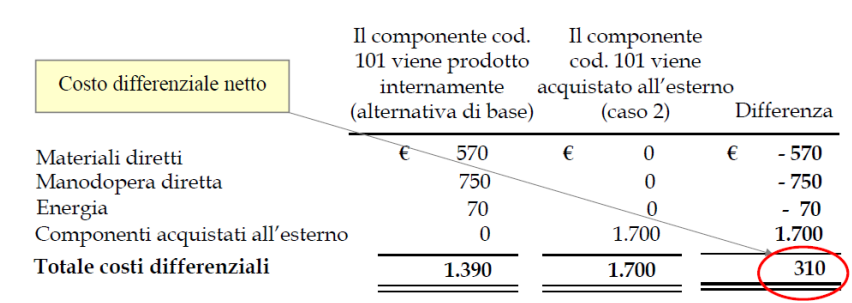 Il componente cod. 101 viene prodotto internamente (alternativa di base)
Il componente cod. 101 viene acquistato all'esterno (caso 2)
Differenza
Costo differenziale netto
Materiali diretti € 570 € 0 € - 570
Manodopera diretta 750 0 - 750
Energia 70 0 - 70
Componenti acquistati all'esterno 0 1.700 1.700
Totale costi differenziali 1.390 1.700 310